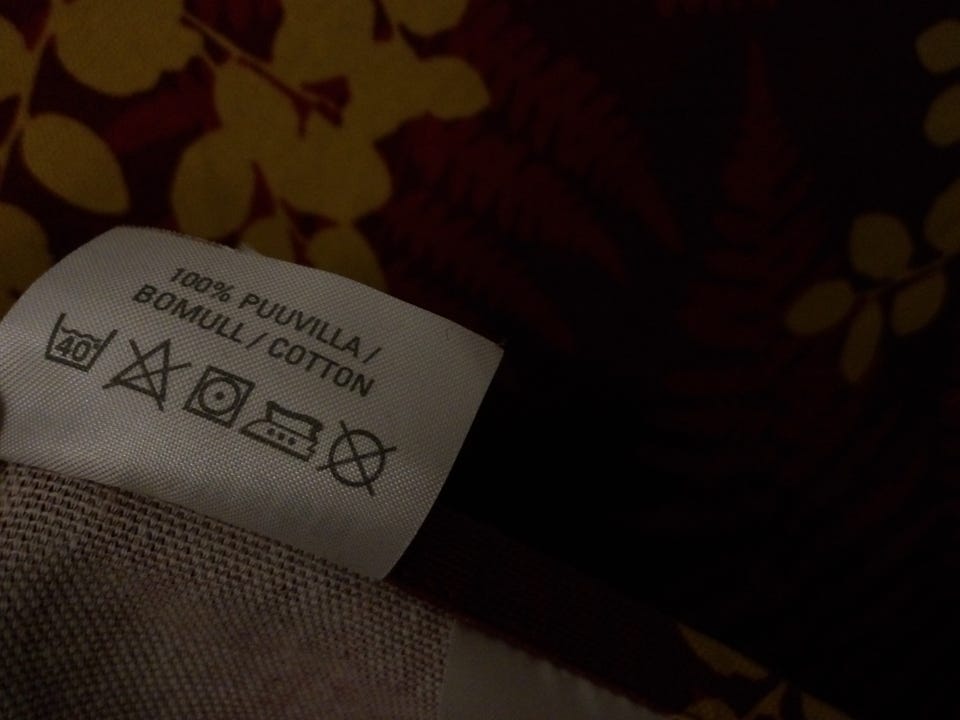 100% PUUVILLA /
BOMULL / COTTON
40